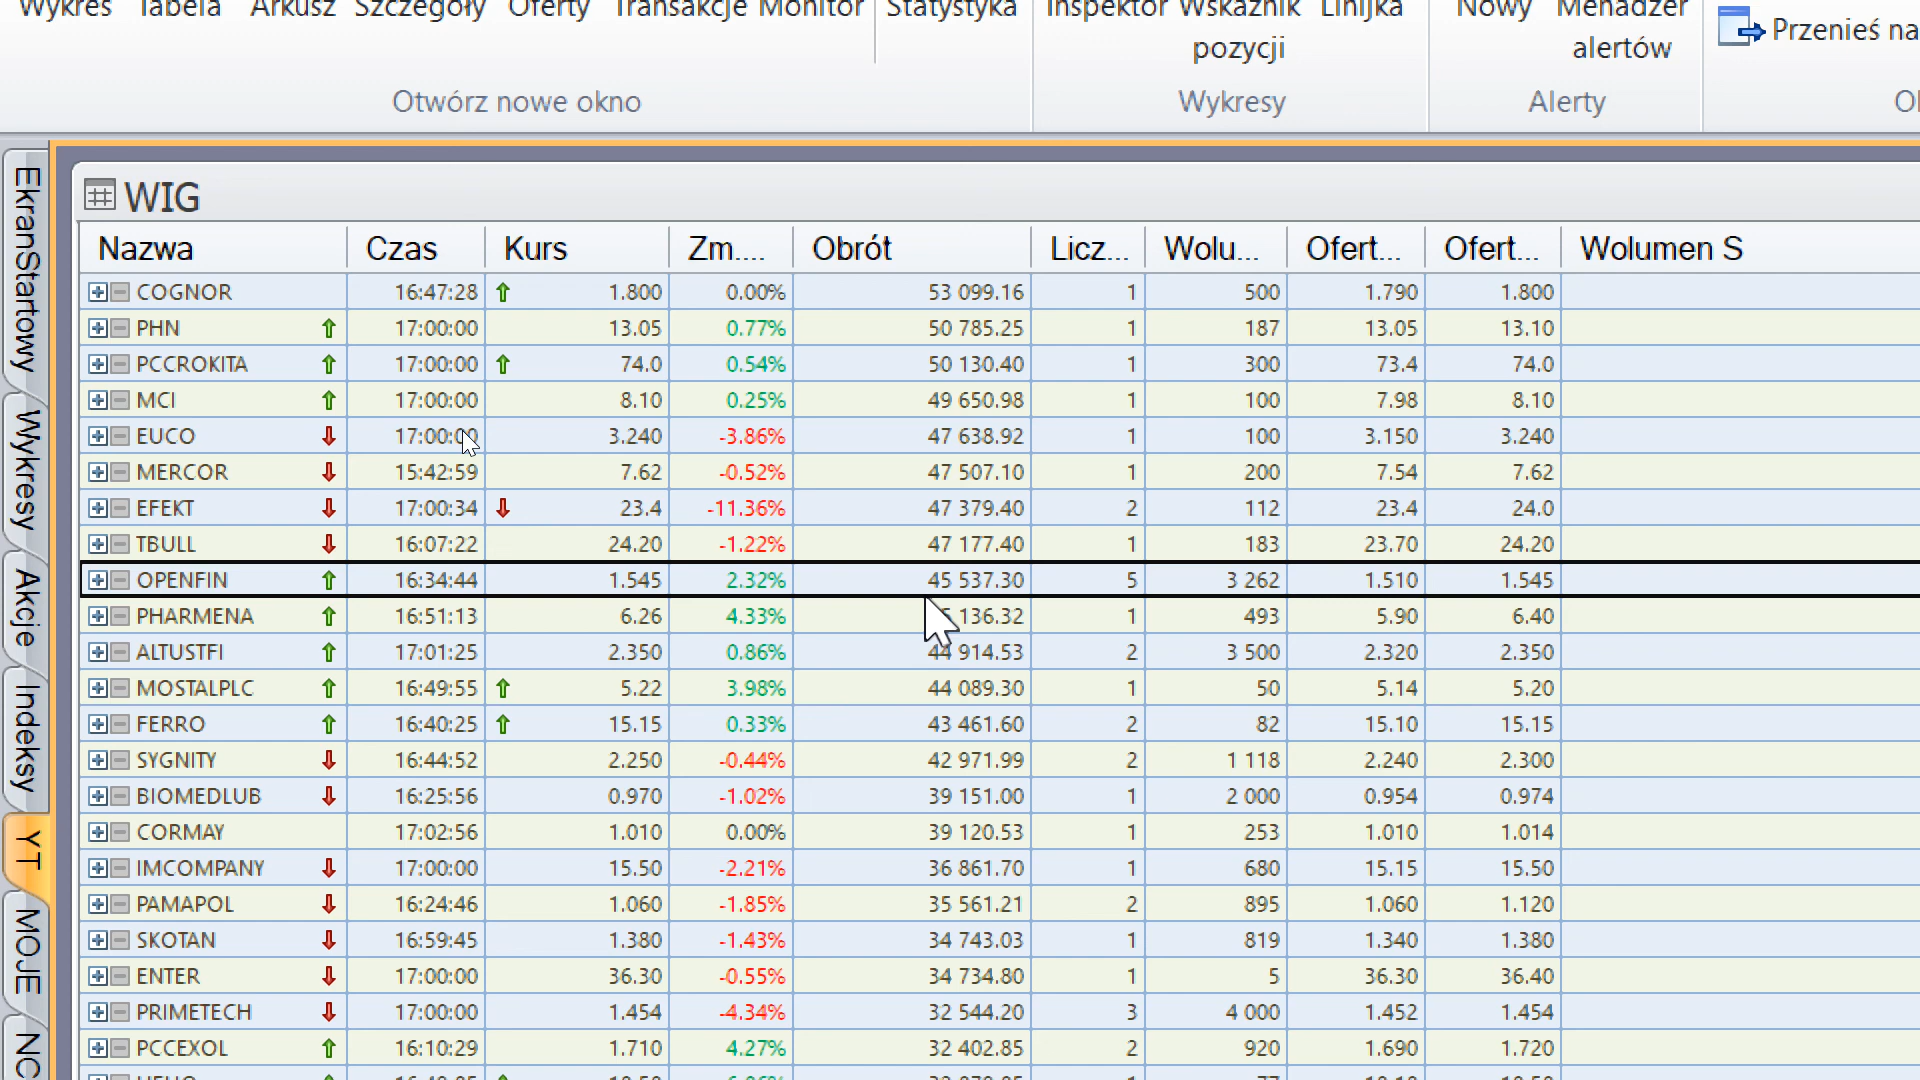 Wykres Tabela Arkusz Szczegóły Oferty Transakcje Monitor Statystyka Inspektor Wskaźnik Linijka Nowy Menadżer
pozycji alertów Przenieś na
Otwórz nowe okno Wykresy Alerty
EkranStartowy
Wykresy
Akcje
Indeksy
YT
MOJE
NC
WIG
Nazwa Czas Kurs Zm.... Obrót Licz... Wolu... Ofert... Ofert... Wolumen S
COGNOR 16:47:28 1.800 0.00% 53 099.16 1 500 1.790 1.800
PHN 17:00:00 13.05 0.77% 50 785.25 1 187 13.05 13.10
PCCROKITA 17:00:00 74.0 0.54% 50 130.40 1 300 73.4 74.0
MCI 17:00:00 8.10 0.25% 49 650.98 1 100 7.98 8.10
EUCO 17:00:00 3.240 -3.86% 47 638.92 1 100 3.150 3.240
MERCOR 15:42:59 7.62 -0.52% 47 507.10 1 200 7.54 7.62
EFEKT 17:00:34 23.4 -11.36% 47 379.40 2 112 23.4 24.0
TBULL 16:07:22 24.20 -1.22% 47 177.40 1 183 23.70 24.20
OPENFIN 16:34:44 1.545 2.32% 45 537.30 5 3 262 1.510 1.545
PHARMENA 16:51:13 6.26 4.33% 136.32 1 493 5.90 6.40
ALTUSTFI 17:01:25 2.350 0.86% 44 914.53 2 3 500 2.320 2.350
MOSTALPLC 16:49:55 5.22 3.98% 44 089.30 1 50 5.14 5.20
FERRO 16:40:25 15.15 0.33% 43 461.60 2 82 15.10 15.15
SYGNITY 16:44:52 2.250 -0.44% 42 971.99 2 1 118 2.240 2.300
BIOMEDLUB 16:25:56 0.970 -1.02% 39 151.00 1 2 000 0.954 0.974
CORMAY 17:02:56 1.010 0.00% 39 120.53 1 253 1.010 1.014
IMCOMPANY 17:00:00 15.50 -2.21% 36 861.70 1 680 15.15 15.50
PAMAPOL 16:24:46 1.060 -1.85% 35 561.21 2 895 1.060 1.120
SKOTAN 16:59:45 1.380 -1.43% 34 743.03 1 819 1.340 1.380
ENTER 17:00:00 36.30 -0.55% 34 734.80 1 5 36.30 36.40
PRIMETECH 17:00:00 1.454 -4.34% 32 544.20 3 4 000 1.452 1.454
PCCEXOL 16:10:29 1.710 4.27% 32 402.85 2 920 1.690 1.720